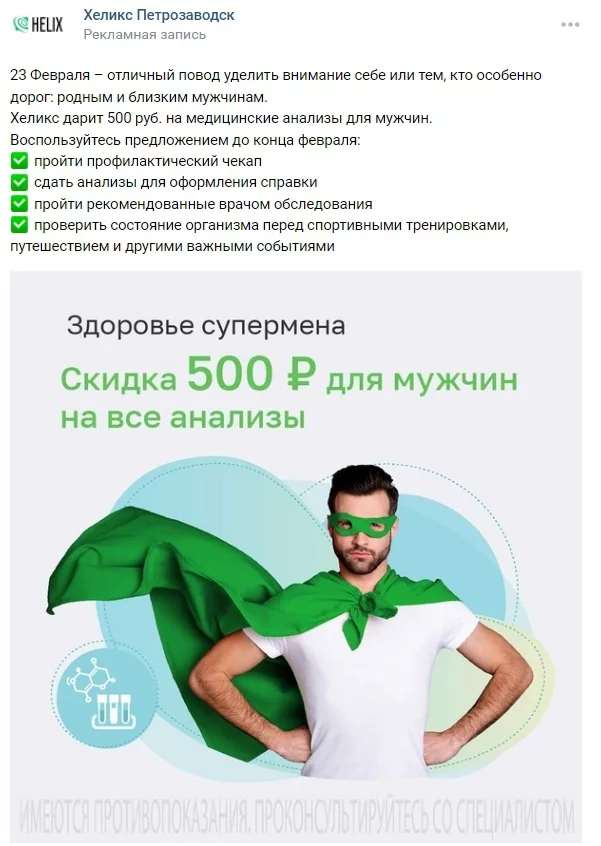 HELIX
Хеликс Петрозаводск
Рекламная запись
23 Февраля – отличный повод уделить внимание себе или тем, кто особенно
дорог: родным и близким мужчинам.
Хеликс дарит 500 руб. на медицинские анализы для мужчин.
Воспользуйтесь предложением до конца февраля:
✅ пройти профилактический чекап
✅ сдать анализы для оформления справки
✅ пройти рекомендованные врачом обследования
✅ проверить состояние организма перед спортивными тренировками,
путешествием и другими важными событиями
Здоровье супермена
Скидка 500 ₽ для мужчин
на все анализы
ИМЕЮТСЯ ПРОТИВОПОКАЗАНИЯ. ПРОКОНСУЛЬТИРУЙТЕСЬ СО СПЕЦИАЛИСТОМ